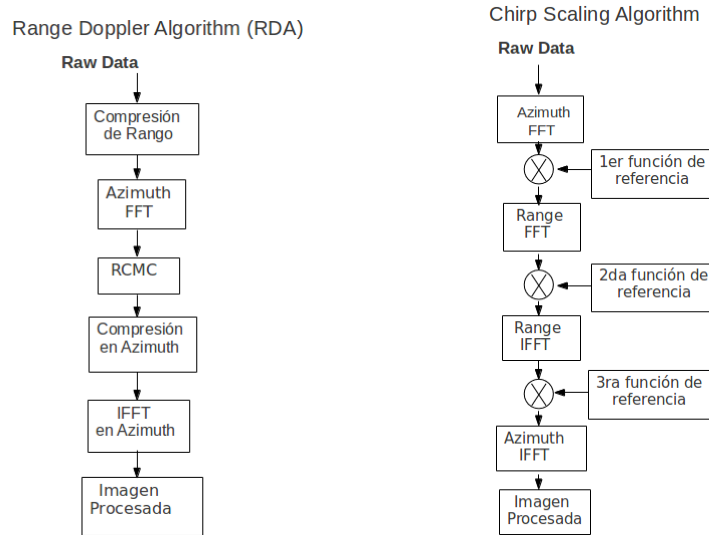 Range Doppler Algorithm (RDA)
Raw Data
Compresión
de Rango
Azimuth
FFT
RCMC
Compresión
en Azimuth
IFFT
en Azimuth
Imagen
Procesada
Chirp Scaling Algorithm
Raw Data
Azimuth
FFT
1er función de
referencia
Range
FFT
2da función de
referencia
Range
IFFT
3ra función de
referencia
Azimuth
IFFT
Imagen
Procesada